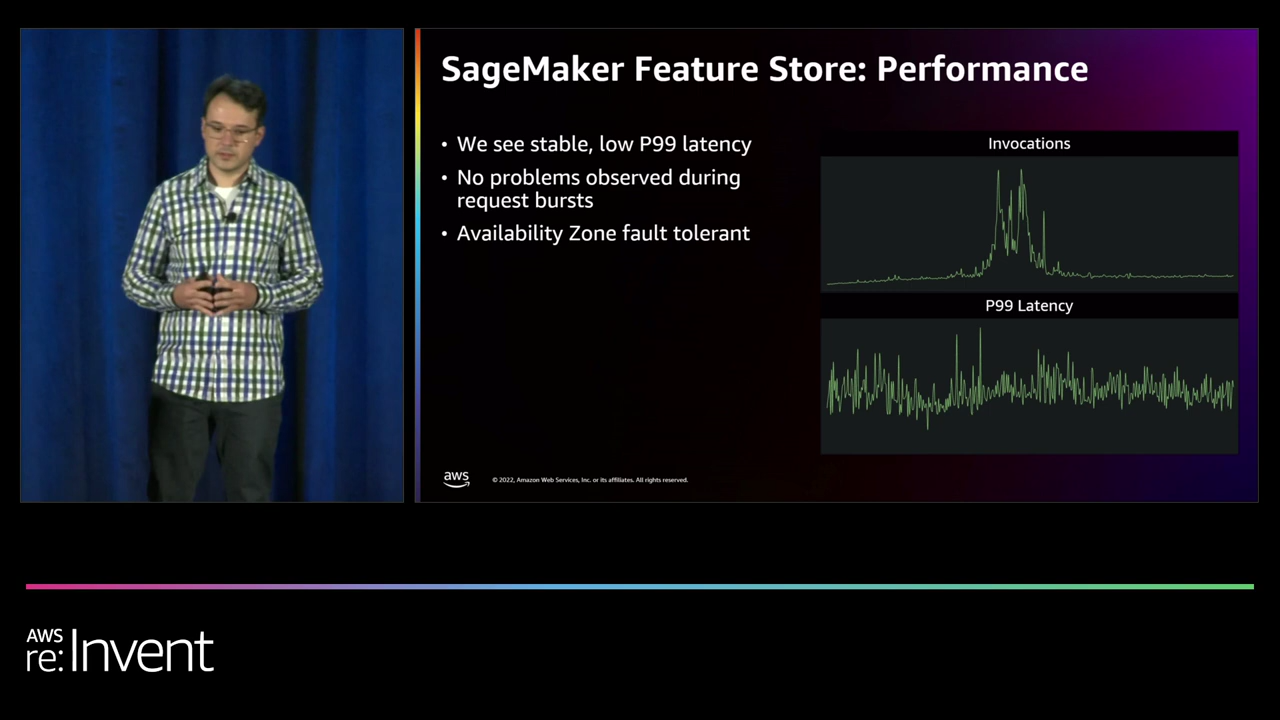 SageMaker Feature Store: Performance
• We see stable, low P99 latency
• No problems observed during
request bursts
• Availability Zone fault tolerant
Invocations
P99 Latency
aws
© 2022, Amazon Web Services, Inc. or its affiliates. All rights reserved.
AWS
re:Invent